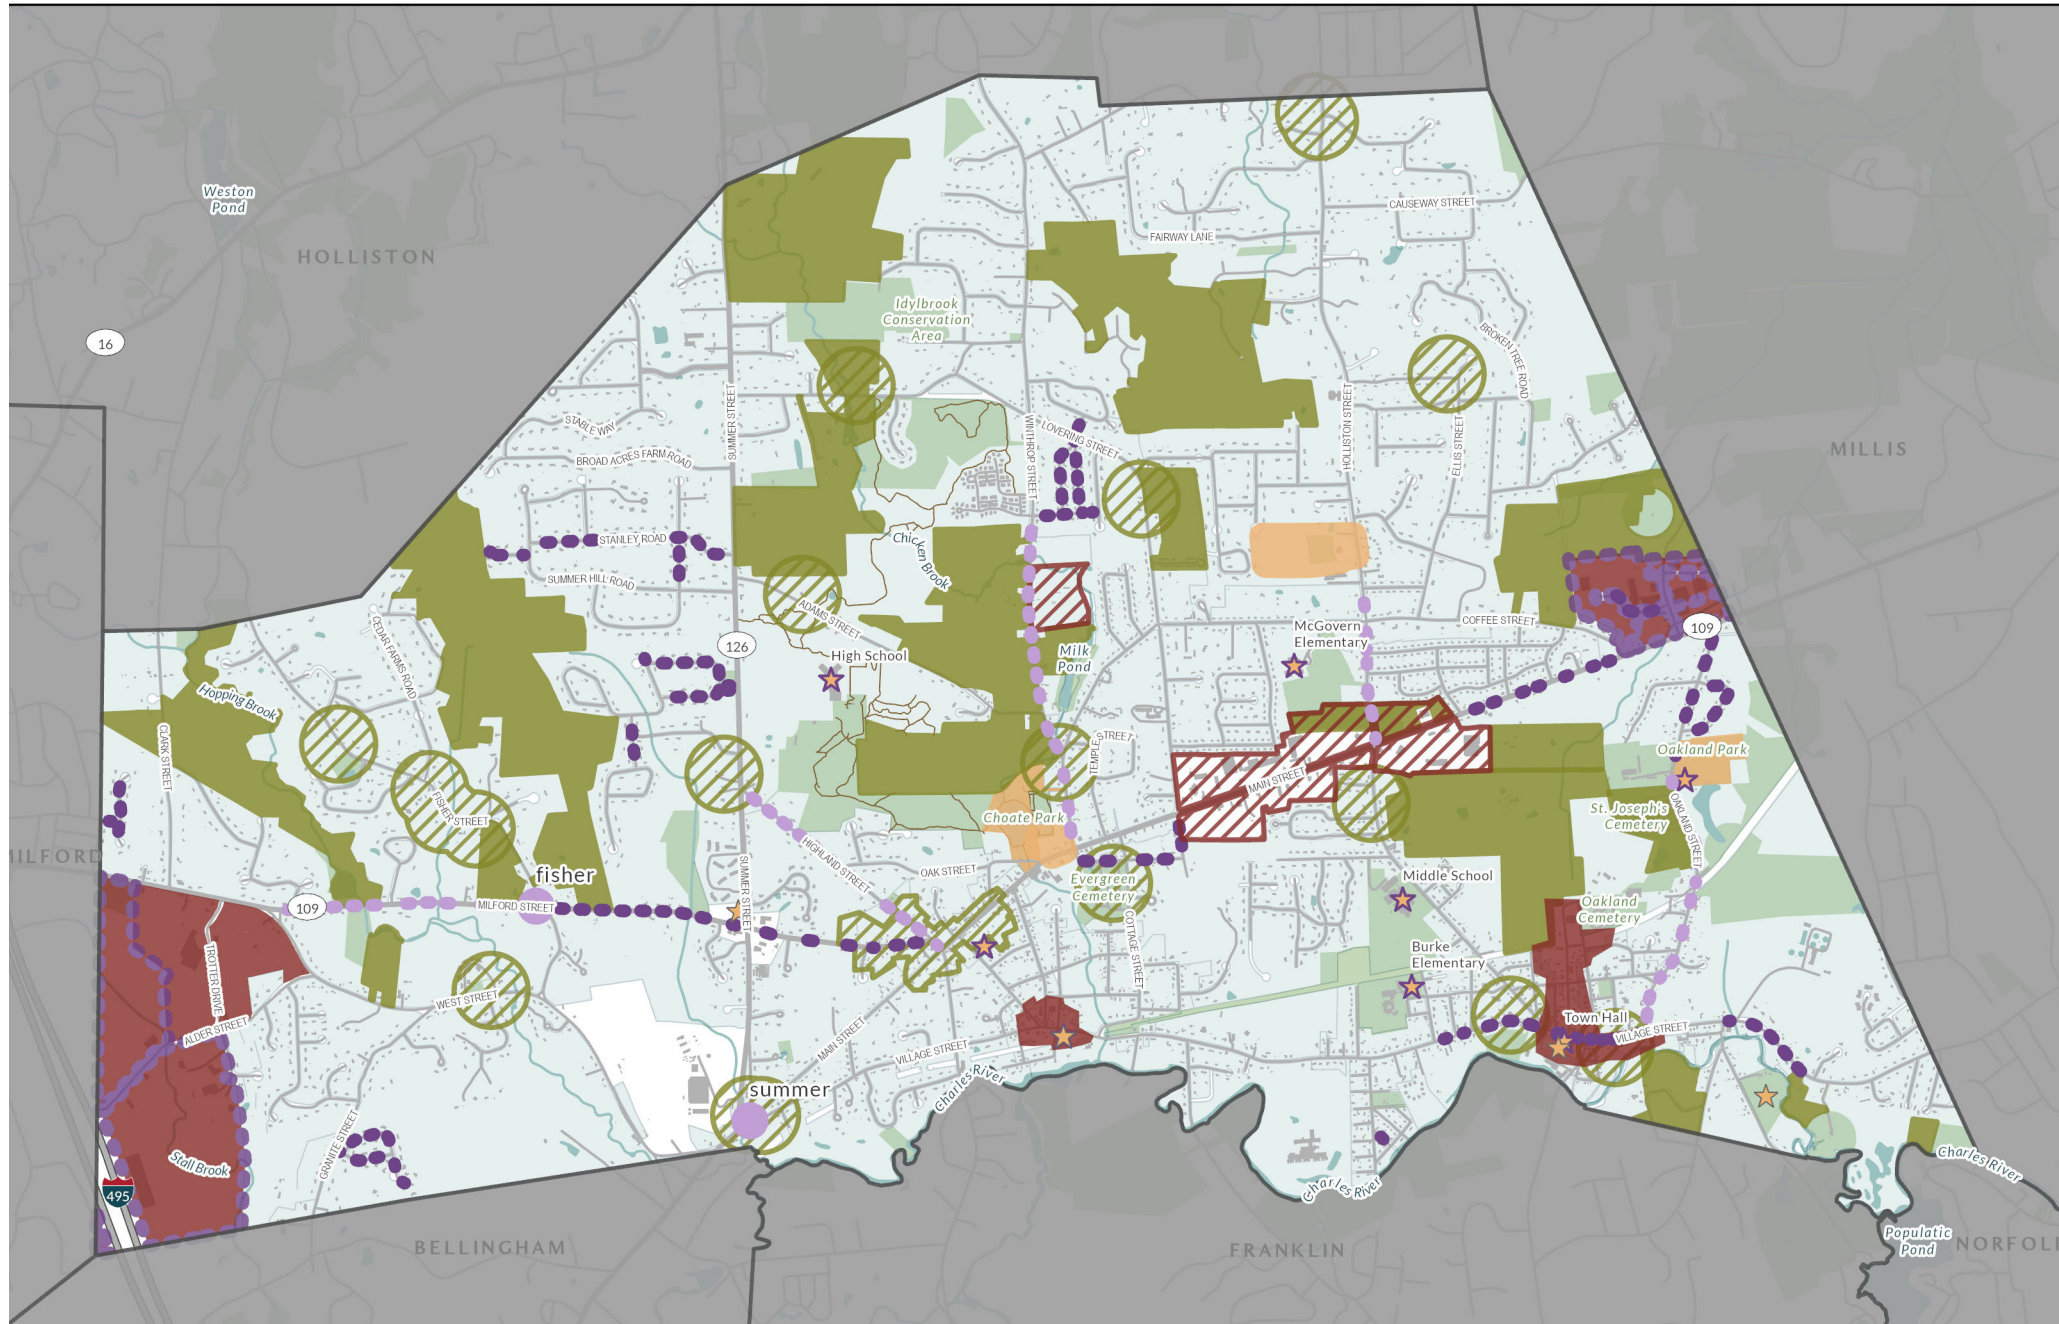 Weston
Pond
HOLLISTON
CAUSEWAY STREET
FAIRWAY LANE
Idylbrook
Conservation
Area
16
BROKEN TREE ROAD
STABLE WAY
SUMMER STREET
WINTHROP STREET
LOVERING STREET
HOLLISTON STREET
ELLIS STREET
BROAD ACRES FARM ROAD
MILLIS
STANLEY ROAD
Chicken Brook
SUMMER HILL ROAD
ADAMS STREET
CEDAR FARMS ROAD
COFFEE STREET
109
126
High School
McGovern
Elementary
Milk
Pond
Hopping Brook
CLARK STREET
TEMPLE STREET
Oakland Park
MAIN STREET
FISHER STREET
Choate Park
St. Joseph's
Cemetery
OAKLAND STREET
HIGHLAND STREET
MILFORD
OAK STREET
fisher
SUMMER STREET
Evergreen
Cemetery
Middle School
109
MILFORD STREET
Oakland
Cemetery
COTTAGE STREET
TROTTER DRIVE
Burke
Elementary
WEST STREET
ALDER STREET
Town Hall
VILLAGE STREET
MAIN STREET
VILLAGE STREET
summer
Charles River
GRANITE STREET
Stall Brook
495
Charles River
Charles River
BELLINGHAM
FRANKLIN
Populatic
Pond
NORFOL